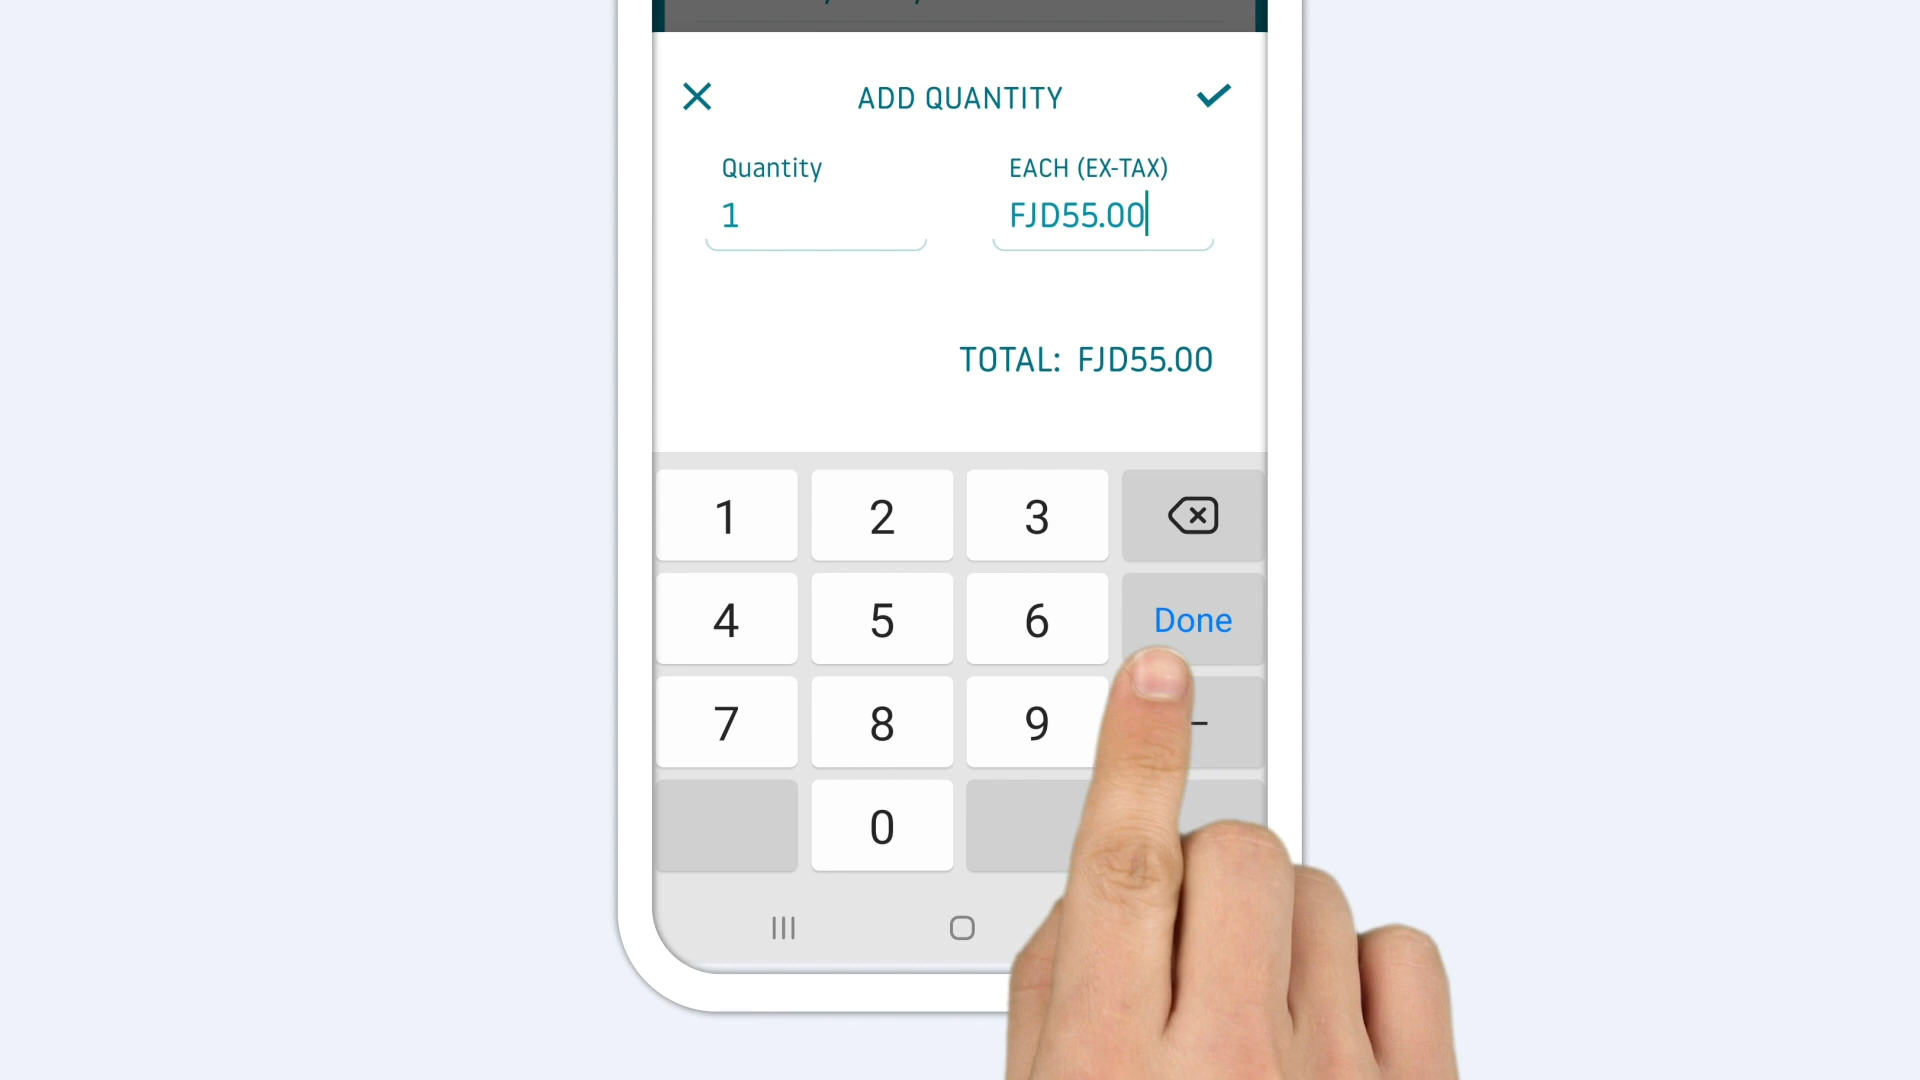 ADD QUANTITY
Quantity
EACH (EX-TAX)
1
FJD55.00
TOTAL: FJD55.00
1 2 3
4 5 6 Done
7 8 9 -
0